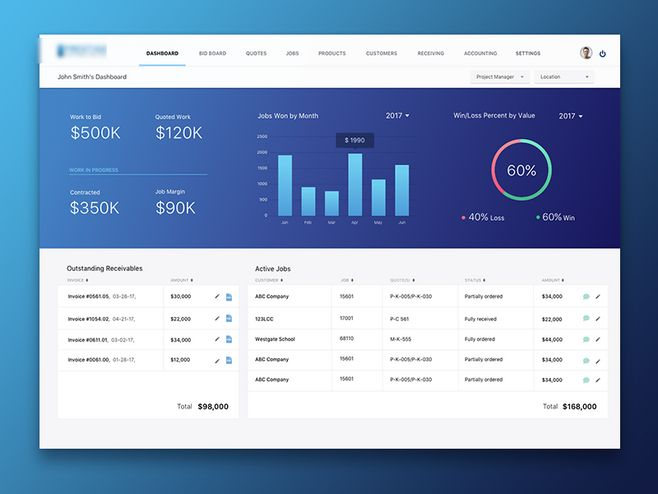 DASHBOARD BID BOARD QUOTES JOBS PRODUCTS CUSTOMERS RECEIVING ACCOUNTING SETTINGS
John Smith's Dashboard Project Manager Location
Work to Bid Quoted Work
$500K $120K
WORK IN PROGRESS
Contracted Job Margin
$350K $90K
Jobs Won by Month 2017
$ 1990
2500
2000
1500
1000
500
0
Jan Feb Mar Apr May Jun
Win/Loss Percent by Value 2017
60%
40% Loss 60% Win
Outstanding Receivables
INVOICE AMOUNT
Invoice #0561.05, 03-28-17, $30,000
Invoice #1054.02, 04-21-17, $22,000
Invoice #0611.01, 03-02-17, $34,000
Invoice #0081.00, 01-28-17, $12,000
Total $98,000
Active Jobs
CUSTOMER JOB QUOTE(S) STATUS AMOUNT
ABC Company 15601 P-K-005/P-K-030 Partially ordered $34,000
123LCC 17001 P-C 561 Fully received $22,000
Westgate School 68110 M-K-555 Fully ordered $44,000
ABC Company 15601 P-K-005/P-K-030 Partially ordered $34,000
ABC Company 15601 P-K-005/P-K-030 Partially ordered $34,000
Total $168,000